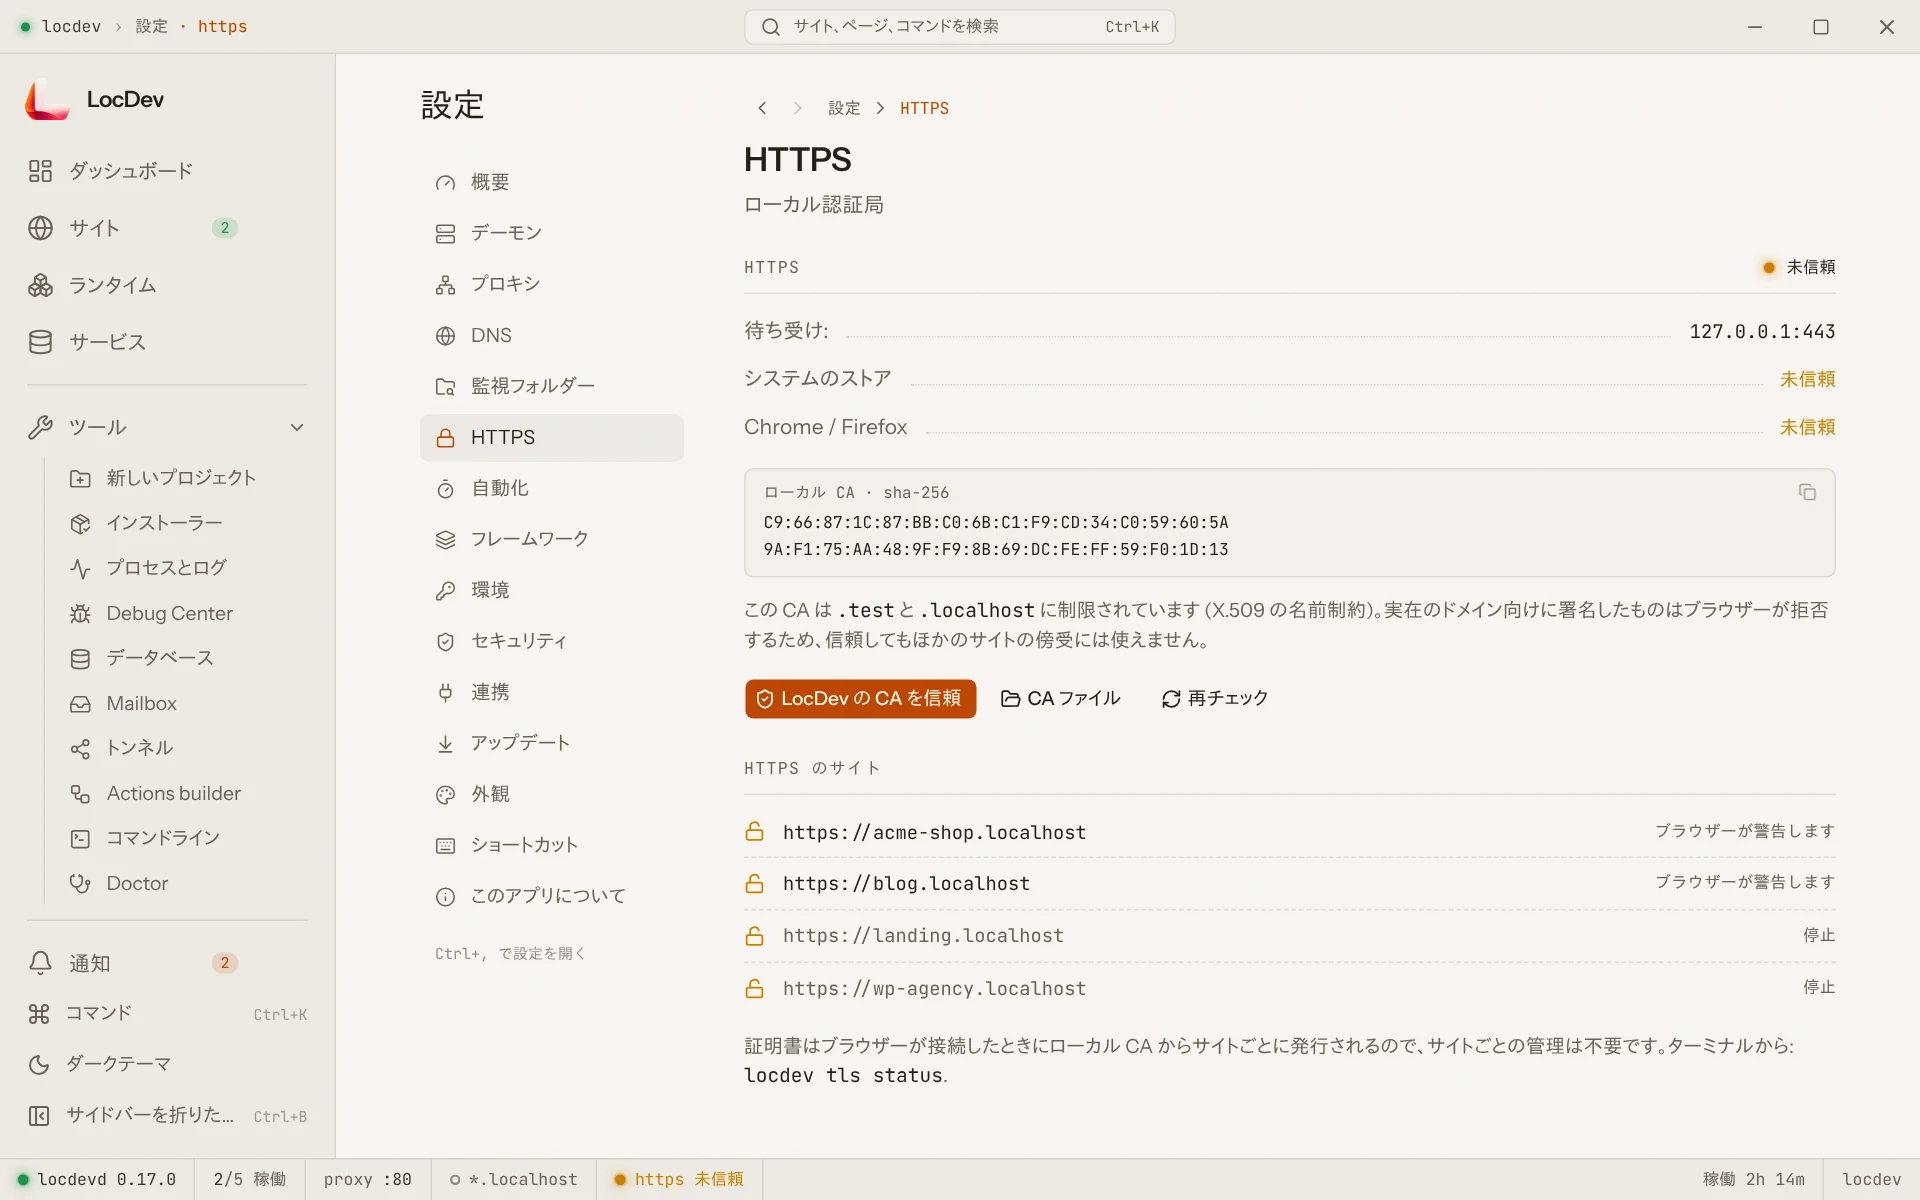 locdev › 設定 · https
サイト、ページ、コマンドを検索 Ctrl+K
LocDev
ダッシュボード
サイト 2
ランタイム
サービス
ツール
新しいプロジェクト
インストーラー
プロセスとログ
Debug Center
データベース
Mailbox
トンネル
Actions builder
コマンドライン
Doctor
通知 2
コマンド Ctrl+K
ダークテーマ
サイドバーを折りた… Ctrl+B
設定
概要
デーモン
プロキシ
DNS
監視フォルダー
HTTPS
自動化
フレームワーク
環境
セキュリティ
連携
アップデート
外観
ショートカット
このアプリについて
Ctrl+, で設定を開く
設定 > HTTPS
HTTPS
ローカル認証局
HTTPS 未信頼
待ち受け: 127.0.0.1:443
システムのストア 未信頼
Chrome / Firefox 未信頼
ローカル CA · sha-256
C9:66:87:1C:87:BB:C0:6B:C1:F9:CD:34:C0:59:60:5A
9A:F1:75:AA:48:9F:F9:8B:69:DC:FE:FF:59:F0:1D:13
この CA は .test と .localhost に制限されています (X.509 の名前制約)。実在のドメイン向けに署名したものはブラウザーが拒否
するため、信頼してもほかのサイトの傍受には使えません。
LocDev の CA を信頼 CA ファイル 再チェック
HTTPS のサイト
https://acme-shop.localhost ブラウザーが警告します
https://blog.localhost ブラウザーが警告します
https://landing.localhost 停止
https://wp-agency.localhost 停止
証明書はブラウザーが接続したときにローカル CA からサイトごとに発行されるので、サイトごとの管理は不要です。ターミナルから:
locdev tls status.
locdevd 0.17.0 2/5 稼働 proxy :80 *.localhost https 未信頼 稼働 2h 14m locdev